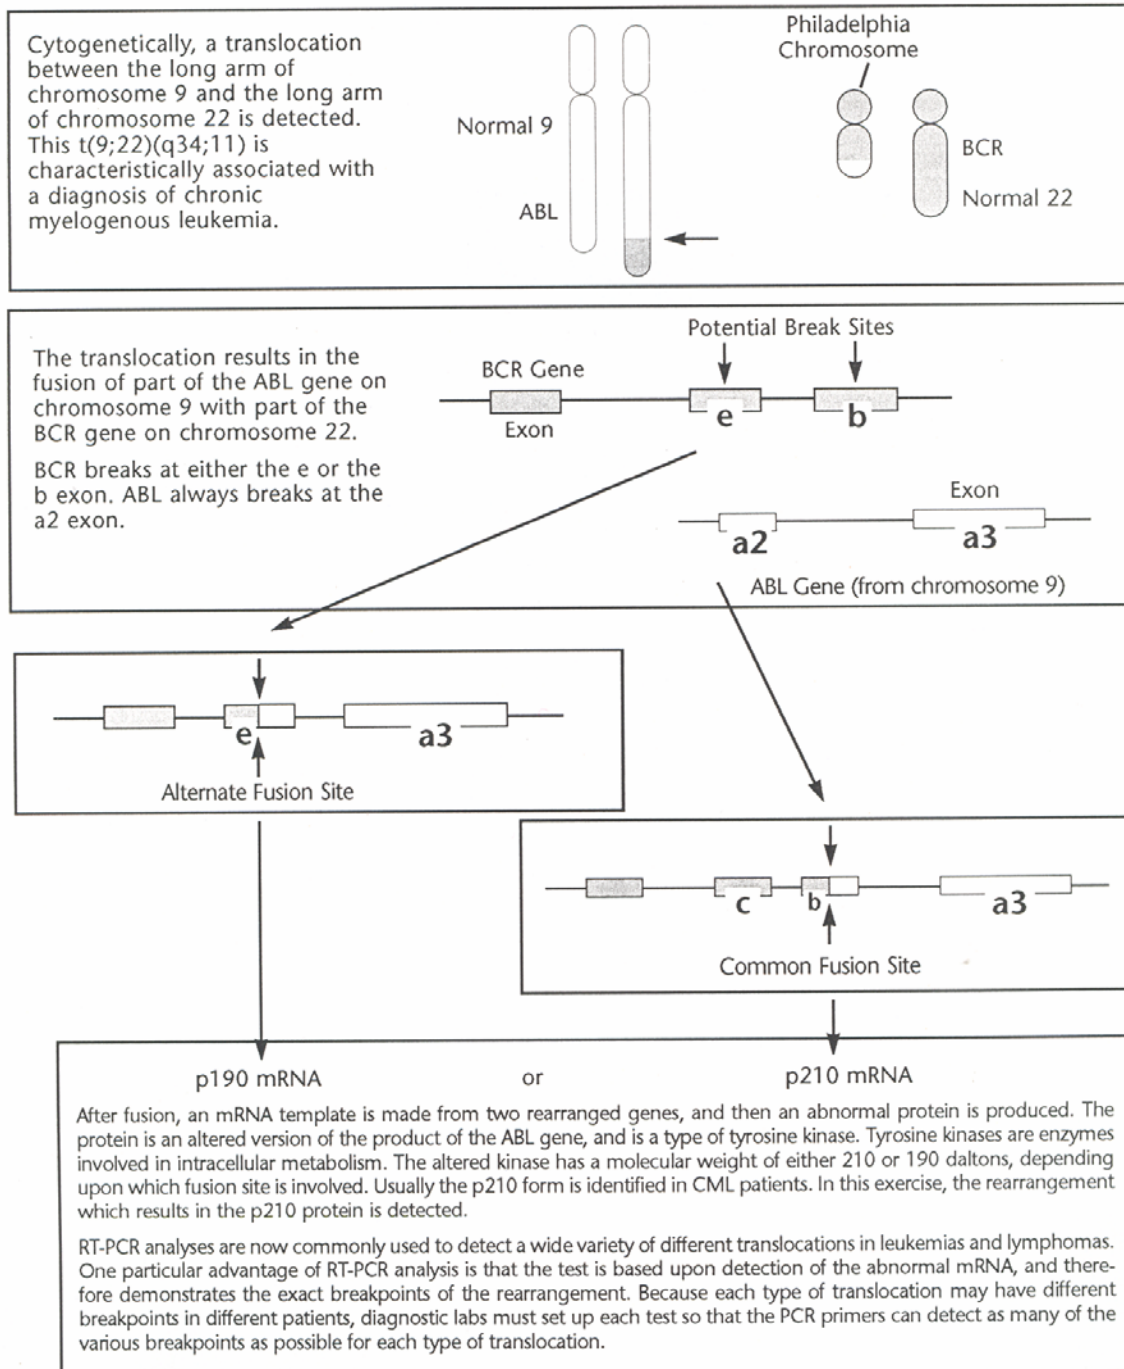 Cytogenetically, a translocation
between the long arm of
chromosome 9 and the long arm
of chromosome 22 is detected.
This t(9;22)(q34;11) is
characteristically associated with
a diagnosis of chronic
myelogenous leukemia.
Normal 9
ABL
Philadelphia
Chromosome
BCR
Normal 22
The translocation results in the
fusion of part of the ABL gene on
chromosome 9 with part of the
BCR gene on chromosome 22.
BCR breaks at either the e or the
b exon. ABL always breaks at the
a2 exon.
Potential Break Sites
BCR Gene
Exon
e
b
Exon
a2
a3
ABL Gene (from chromosome 9)
e
a3
Alternate Fusion Site
c
b
a3
Common Fusion Site
p190 mRNA
or
p210 mRNA
After fusion, an mRNA template is made from two rearranged genes, and then an abnormal protein is produced. The
protein is an altered version of the product of the ABL gene, and is a type of tyrosine kinase. Tyrosine kinases are enzymes
involved in intracellular metabolism. The altered kinase has a molecular weight of either 210 or 190 daltons, depending
upon which fusion site is involved. Usually the p210 form is identified in CML patients. In this exercise, the rearrangement
which results in the p210 protein is detected.
RT-PCR analyses are now commonly used to detect a wide variety of different translocations in leukemias and lymphomas.
One particular advantage of RT-PCR analysis is that the test is based upon detection of the abnormal mRNA, and there-
fore demonstrates the exact breakpoints of the rearrangement. Because each type of translocation may have different
breakpoints in different patients, diagnostic labs must set up each test so that the PCR primers can detect as many of the
various breakpoints as possible for each type of translocation.